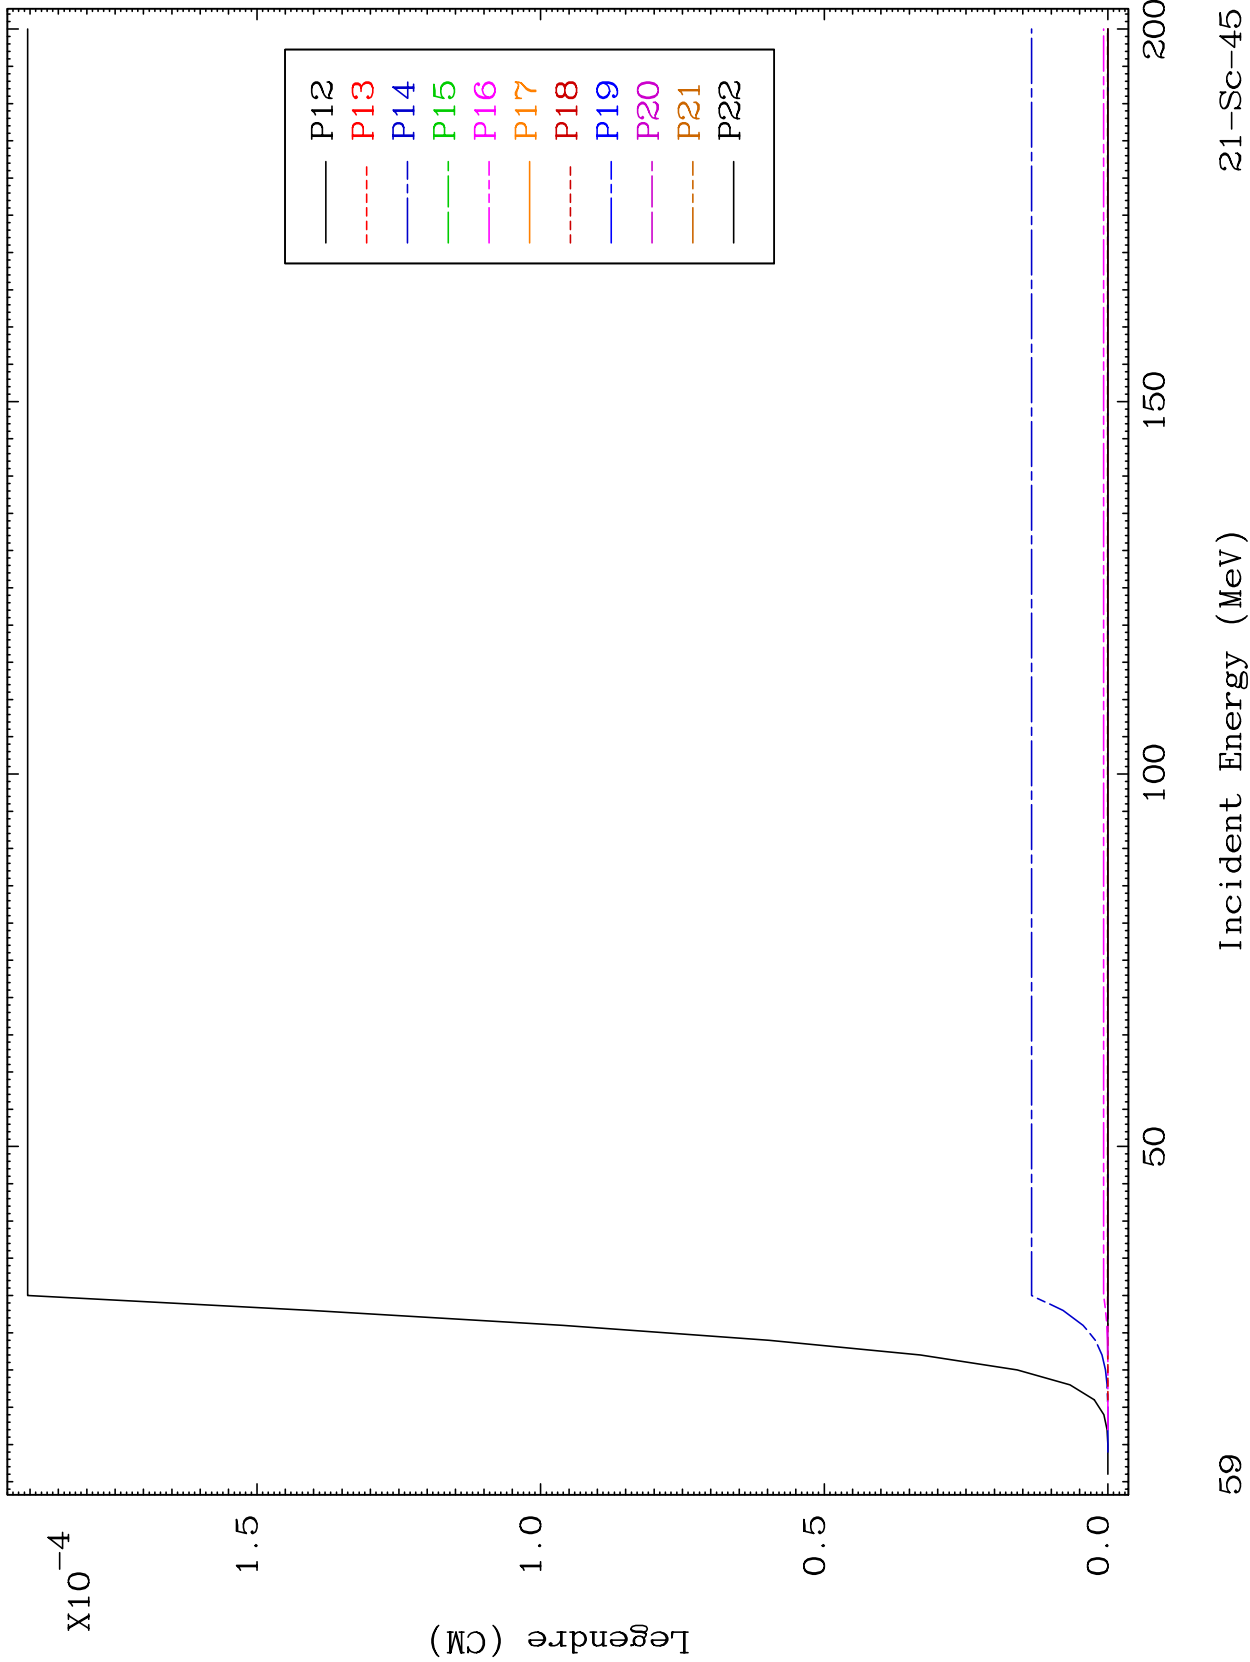 X10⁻⁴
1.5
1.0
0.5
0.0
Legendre (CM)
P12
P13
P14
P15
P16
P17
P18
P19
P20
P21
P22
50
100
150
200
Incident Energy (MeV)
59
21-Sc-45